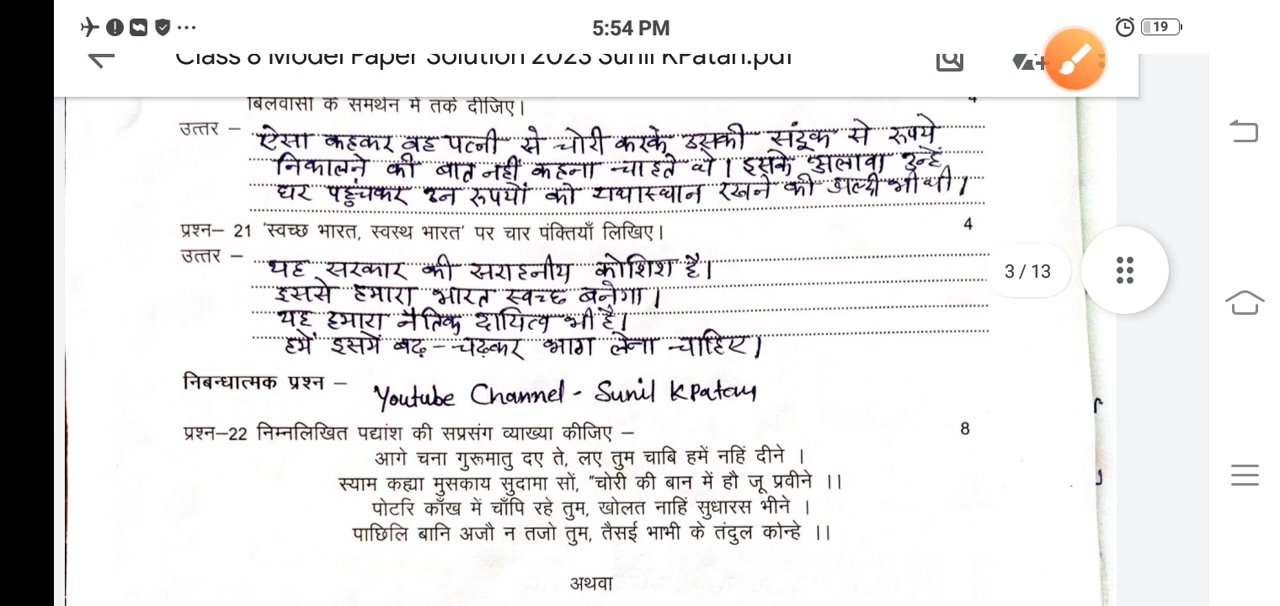 5:54 PM
19
Class 8 Model Paper Solution 2023 Sunil KPatan.pdf
बिलवासी के समर्थन में तर्क दीजिए।
4
उत्तर – ऐसा कहकर वह पत्नी से चोरी करके उसकी संदूक से रूपये
निकालने की बात नहीं कहना चाहते थे। इसके अलावा उन्हें
घर पहुंचकर उन रूपयों को यथास्थान रखने की जल्दी भी थी।
प्रश्न– 21 'स्वच्छ भारत, स्वस्थ भारत' पर चार पंक्तियाँ लिखिए। 4
उत्तर – यह सरकार की सराहनीय कोशिश है।
3 / 13
इससे हमारा भारत स्वच्छ बनेगा।
यह हमारा नैतिक दायित्व भी है।
हमें इसमें बढ़-चढ़कर भाग लेना चाहिए।
निबन्धात्मक प्रश्न – Youtube Channel - Sunil KPatan
प्रश्न–22 निम्नलिखित पद्यांश की सप्रसंग व्याख्या कीजिए – 8
आगे चना गुरूमातु दए ते, लए तुम चाबि हमें नहिं दीने ।
स्याम कह्या मुसकाय सुदामा सों, "चोरी की बान में हौ जू प्रवीने ।।
पोटरि काँख में चाँपि रहे तुम, खोलत नाहिं सुधारस भीने ।
पाछिलि बानि अजौ न तजो तुम, तैसई भाभी के तंदुल कोन्हे ।।
अथवा